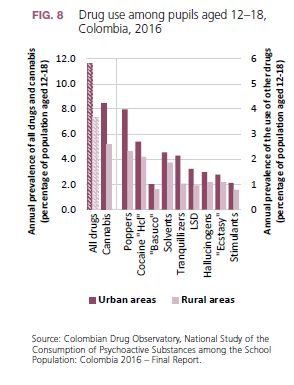 FIG. 8 Drug use among pupils aged 12–18,
Colombia, 2016
Annual prevalence of all drugs and cannabis
(percentage of population aged 12-18)
12.0
10.0
8.0
6.0
4.0
2.0
0.0
6
5
4
3
2
1
0
Annual prevalence of the use of other drugs
(percentage of population aged 12-18)
All drugs
Cannabis
Poppers
Cocaine "Hcl"
"Basuco"
Solvents
Tranquillizers
LSD
Hallucinogens
"Ecstasy"
Stimulants
Urban areas Rural areas
Source: Colombian Drug Observatory, National Study of the
Consumption of Psychoactive Substances among the School
Population: Colombia 2016 – Final Report.